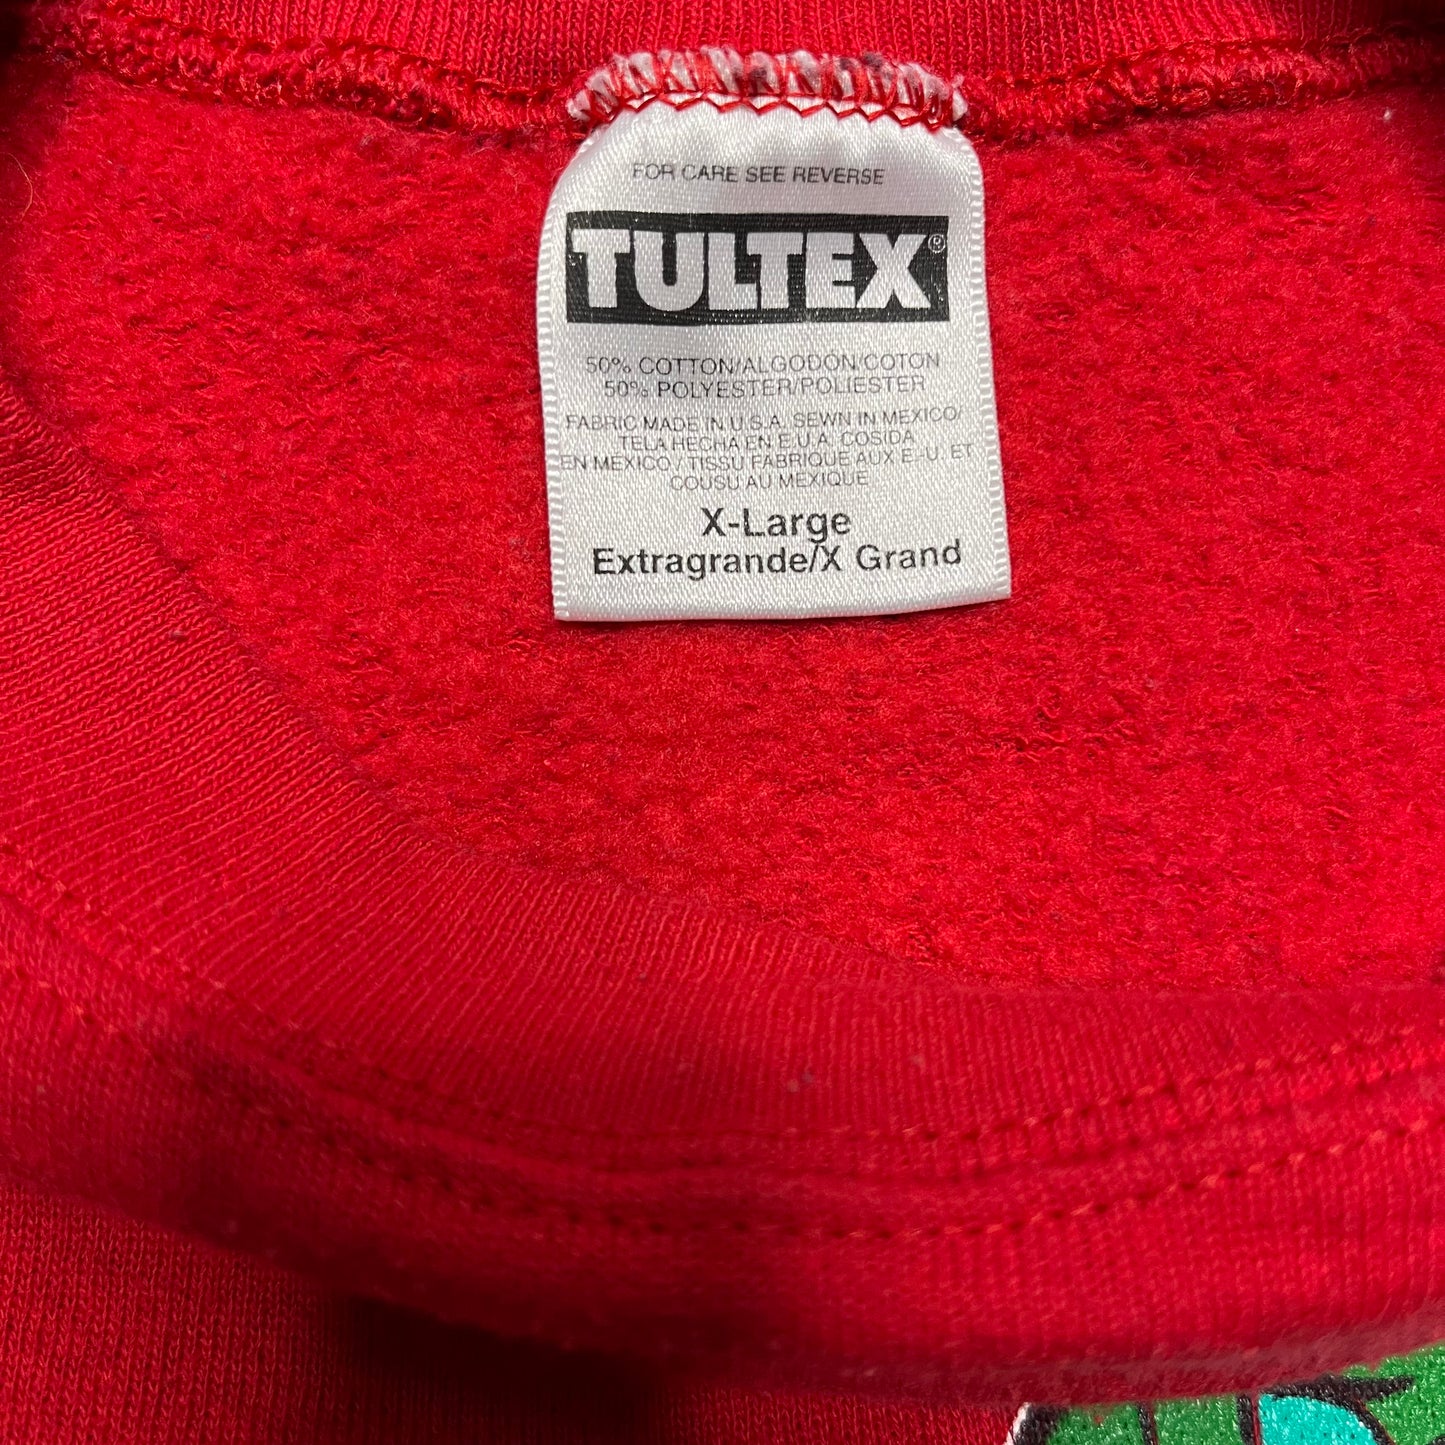 FOR CARE SEE REVERSE
TULTEX®
50% COTTON/ALGODÓN/COTON
50% POLYESTER/POLIESTER
FABRIC MADE IN U.S.A. SEWN IN MEXICO/
TELA HECHA EN E.U.A. COSIDA
EN MEXICO / TISSU FABRIQUE AUX E.-U. ET
COUSU AU MEXIQUE
X-Large
Extragrande/X Grand